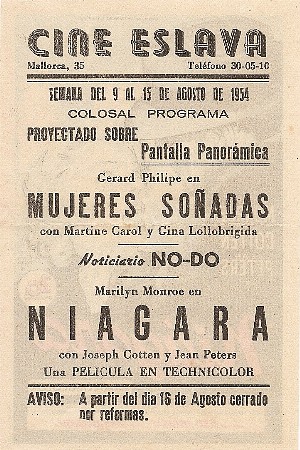 CINE ESLAVA
Mallorca, 35 Teléfono 30-05-10
SEMANA DEL 9 AL 15 DE AGOSTO DE 1954
COLOSAL PROGRAMA
PROYECTADO SOBRE
Pantalla Panorámica
Gerard Philipe en
MUJERES SOÑADAS
con Martine Carol y Gina Lollobrigida
Noticiario NO-DO
Marilyn Monroe en
NIAGARA
con Joseph Cotten y Jean Peters
Una PELICULA EN TECHNICOLOR
AVISO: A partir del dia 16 de Agosto cerrado
por reformas.